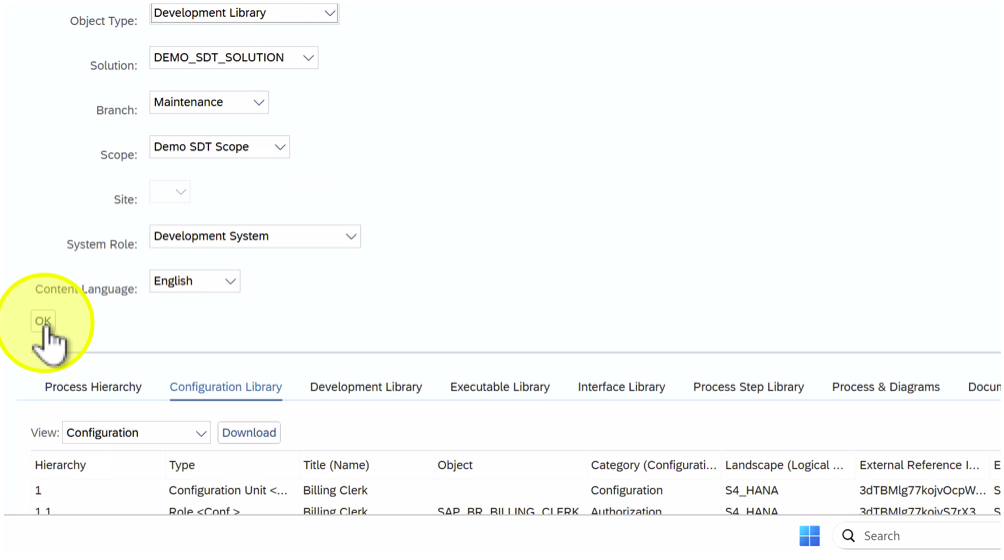 Object Type: Development Library
Solution: DEMO_SDT_SOLUTION
Branch: Maintenance
Scope: Demo SDT Scope
Site:
System Role: Development System
Content Language: English
OK
Process Hierarchy Configuration Library Development Library Executable Library Interface Library Process Step Library Process & Diagrams Docum
View: Configuration Download
Hierarchy Type Title (Name) Object Category (Configurati... Landscape (Logical ... External Reference I... E
1 Configuration Unit <... Billing Clerk Configuration S4_HANA 3dTBMlg77kojvOcpW... S
1.1 Role <Conf.> Billing Clerk SAP_BR_BILLING_CLERK Authorization S4_HANA 3dTBMlg77kojvS7rX3 S
Search